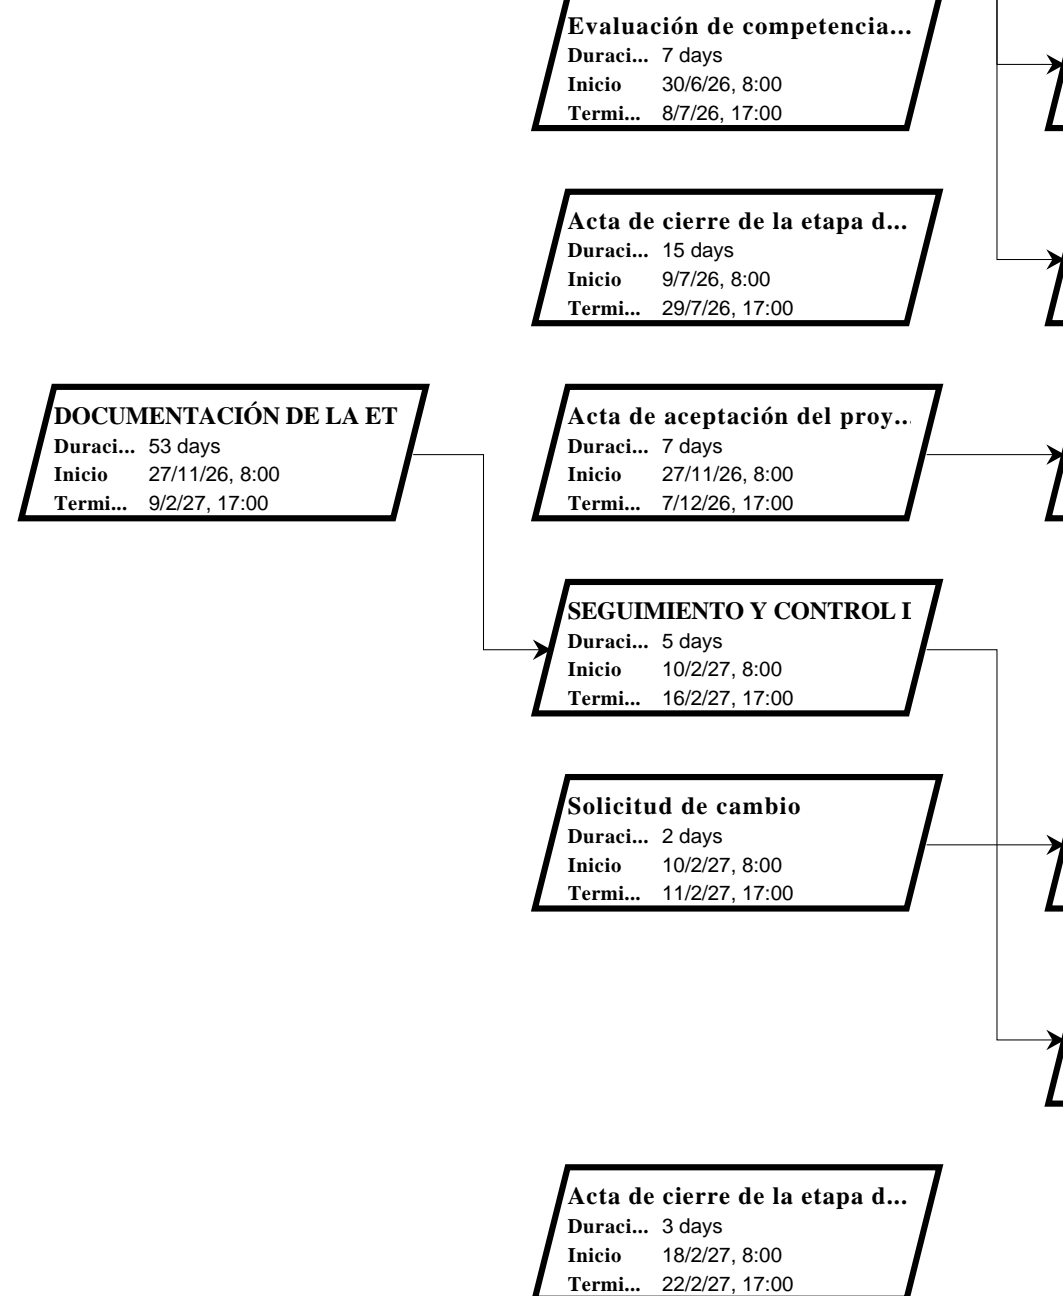 Evaluación de competencia...
Duraci... 7 days
Inicio 30/6/26, 8:00
Termi... 8/7/26, 17:00
Acta de cierre de la etapa d...
Duraci... 15 days
Inicio 9/7/26, 8:00
Termi... 29/7/26, 17:00
DOCUMENTACIÓN DE LA ET
Duraci... 53 days
Inicio 27/11/26, 8:00
Termi... 9/2/27, 17:00
Acta de aceptación del proy...
Duraci... 7 days
Inicio 27/11/26, 8:00
Termi... 7/12/26, 17:00
SEGUIMIENTO Y CONTROL
Duraci... 5 days
Inicio 10/2/27, 8:00
Termi... 16/2/27, 17:00
Solicitud de cambio
Duraci... 2 days
Inicio 10/2/27, 8:00
Termi... 11/2/27, 17:00
Acta de cierre de la etapa d...
Duraci... 3 days
Inicio 18/2/27, 8:00
Termi... 22/2/27, 17:00